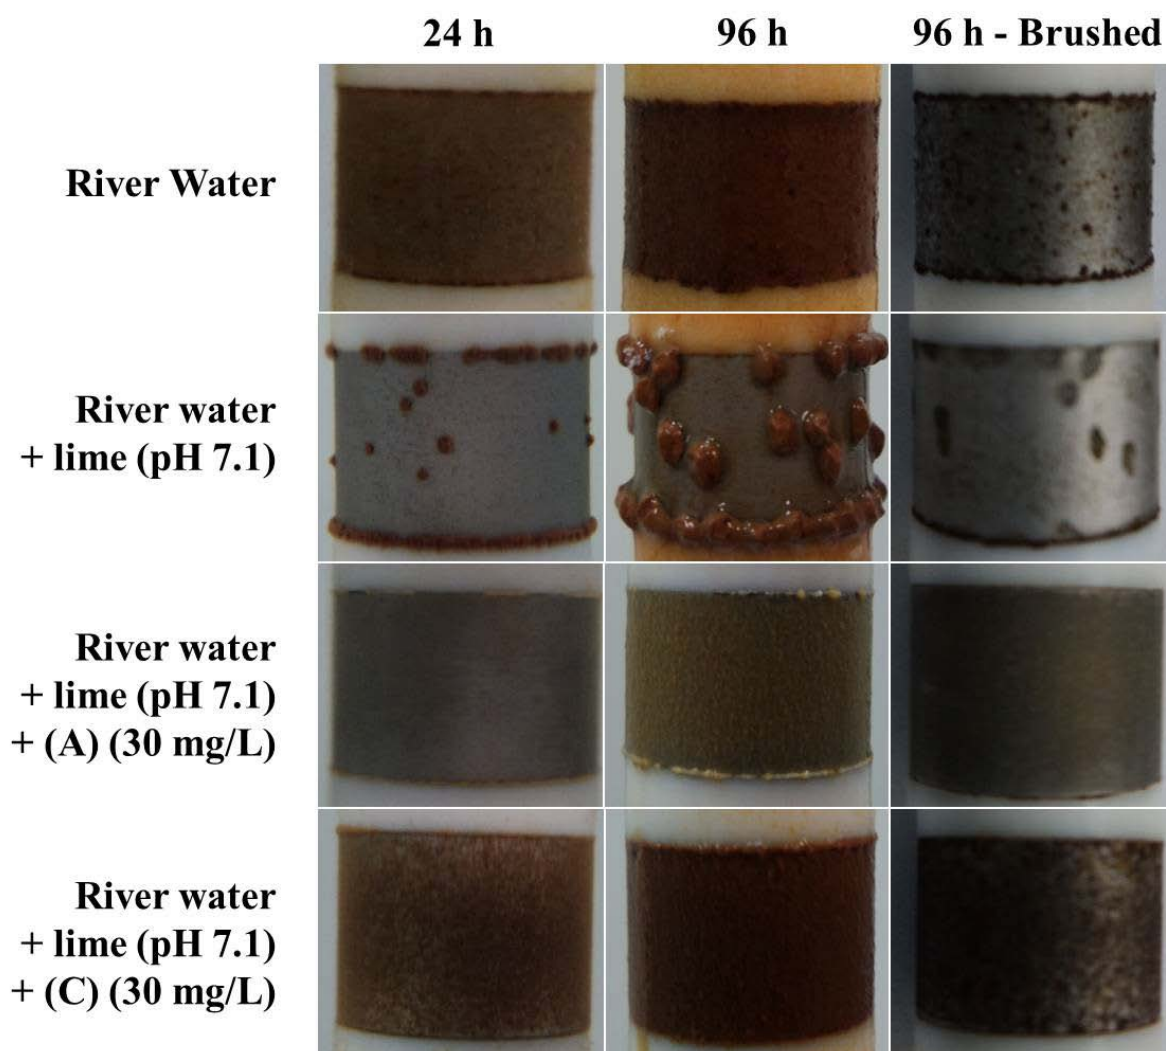 24 h 96 h 96 h - Brushed
River Water
River water
+ lime (pH 7.1)
River water
+ lime (pH 7.1)
+ (A) (30 mg/L)
River water
+ lime (pH 7.1)
+ (C) (30 mg/L)